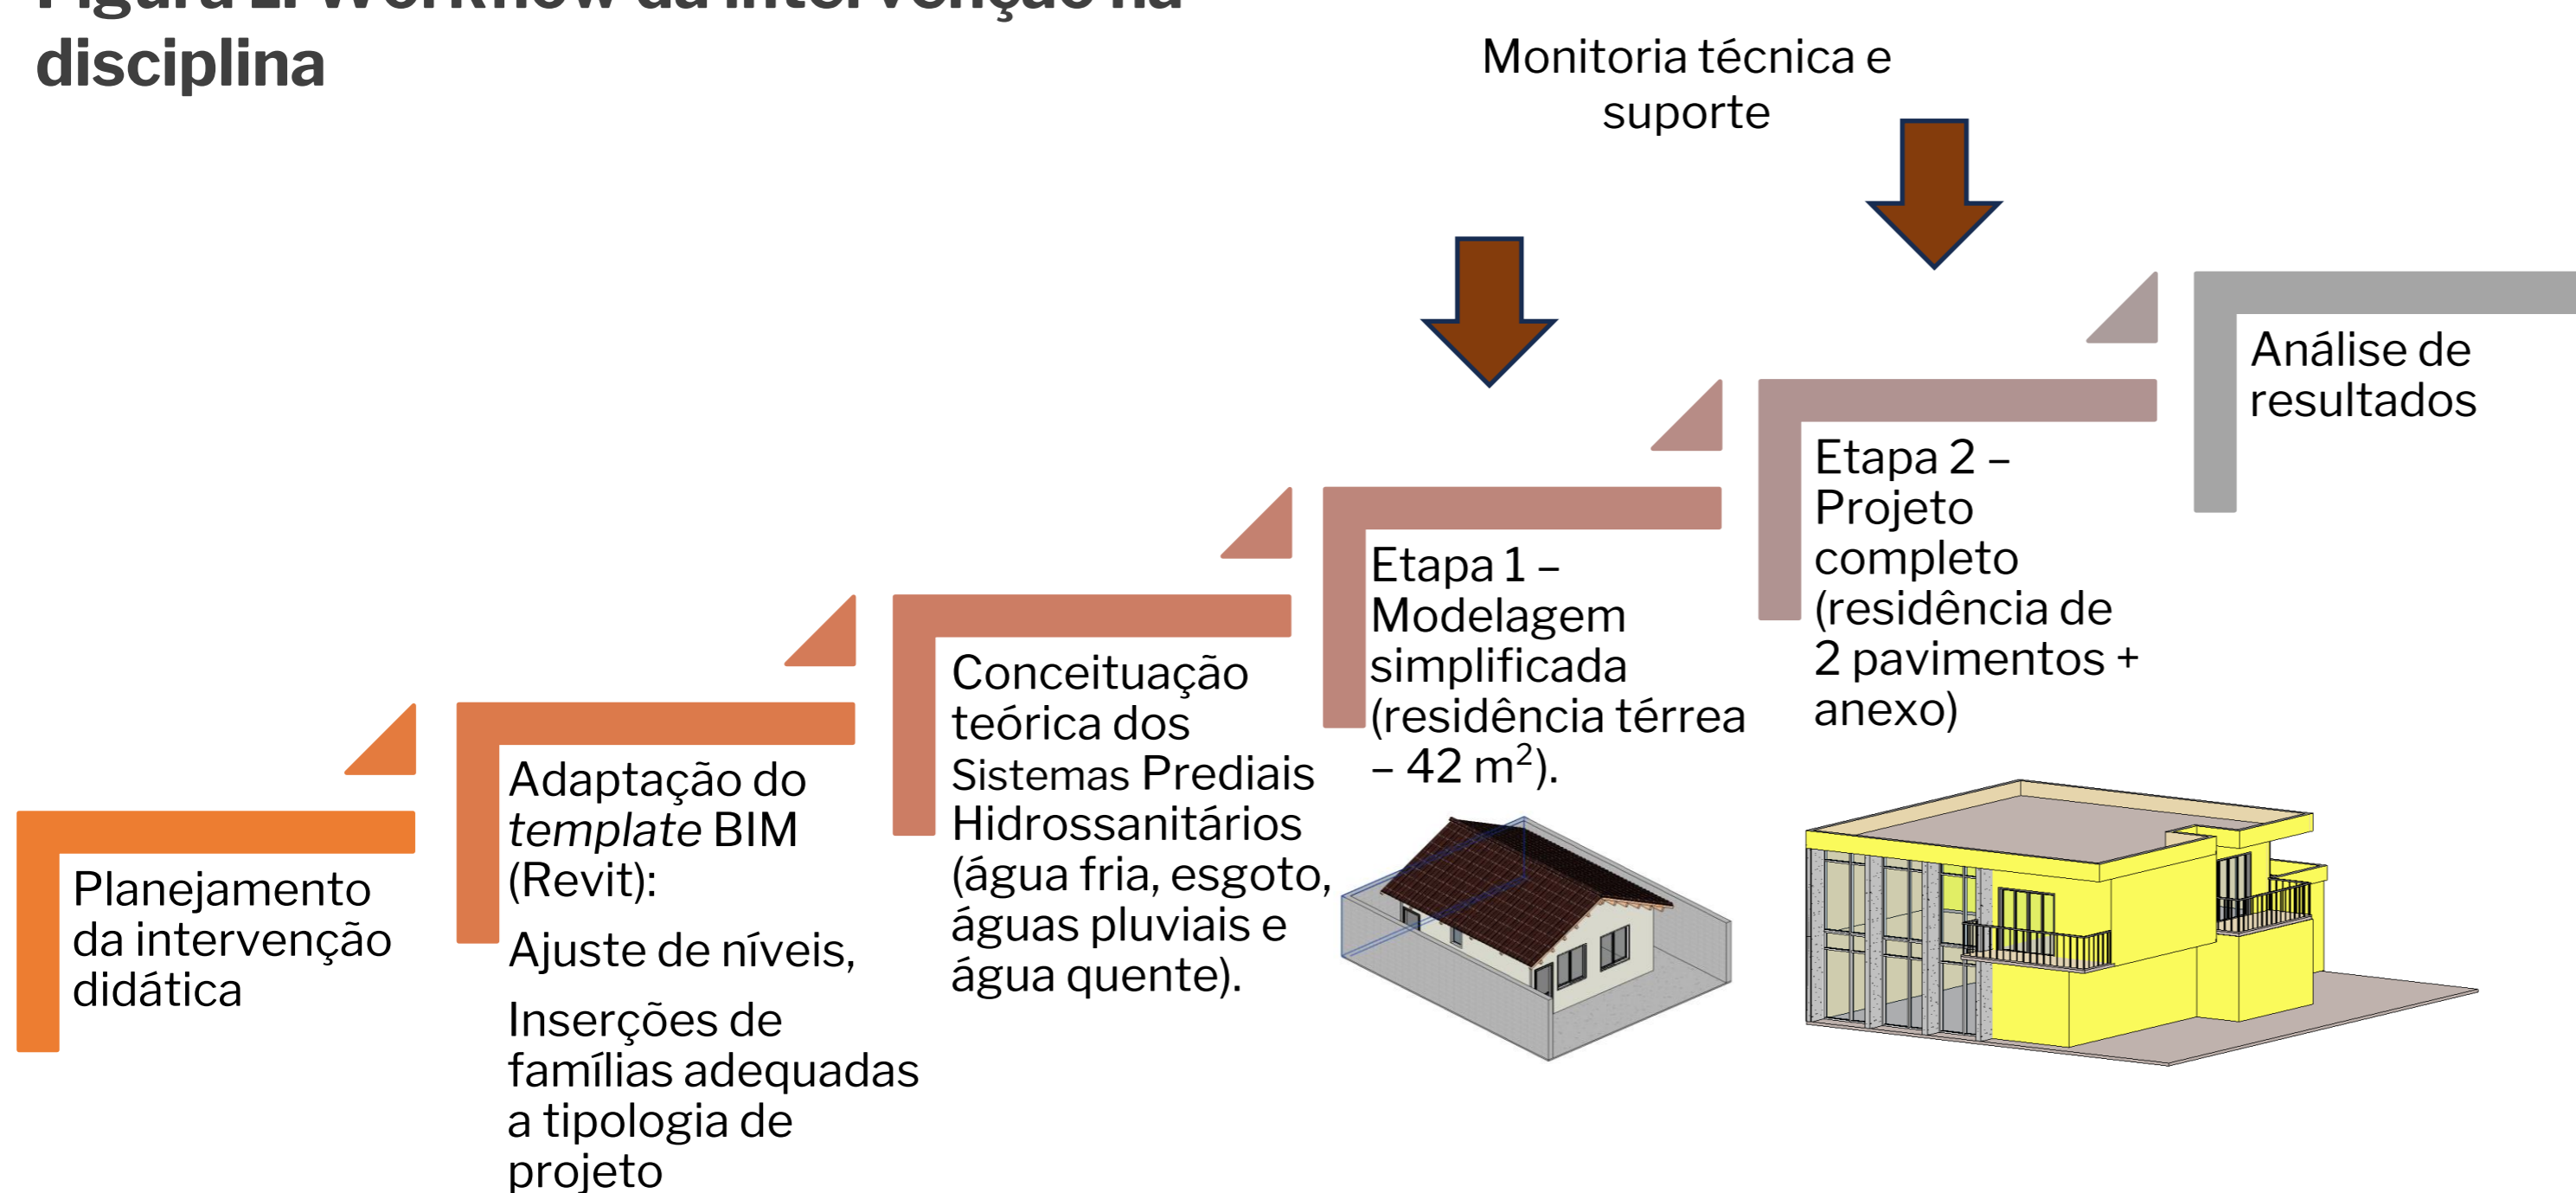 disciplina
Monitoria técnica e
suporte
Planejamento
da intervenção
didática
Adaptação do
template BIM
(Revit):
Ajuste de níveis,
Inserções de
famílias adequadas
a tipologia de
projeto
Conceituação
teórica dos
Sistemas Prediais
Hidrossanitários
(água fria, esgoto,
águas pluviais e
água quente).
Etapa 1 –
Modelagem
simplificada
(residência térrea
– 42 m²).
Etapa 2 –
Projeto
completo
(residência de
2 pavimentos +
anexo)
Análise de
resultados